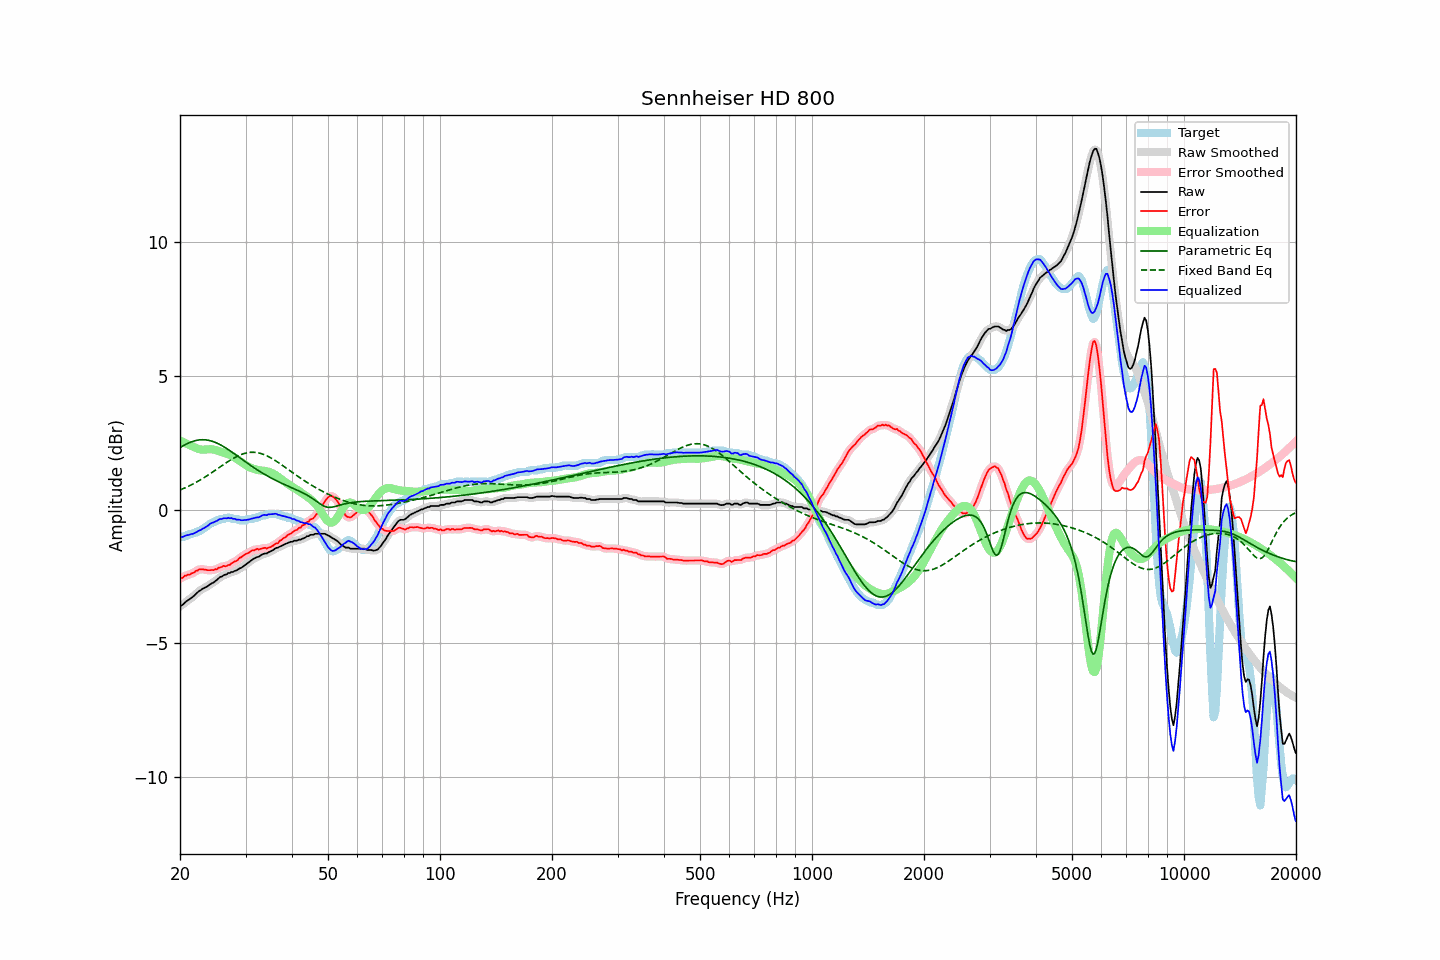 Sennheiser HD 800
Target
Raw Smoothed
Error Smoothed
Raw
Error
Equalization
Parametric Eq
Fixed Band Eq
Equalized
10
5
0
−5
−10
Amplitude (dBr)
20
50
100
200
500
1000
2000
5000
10000
20000
Frequency (Hz)